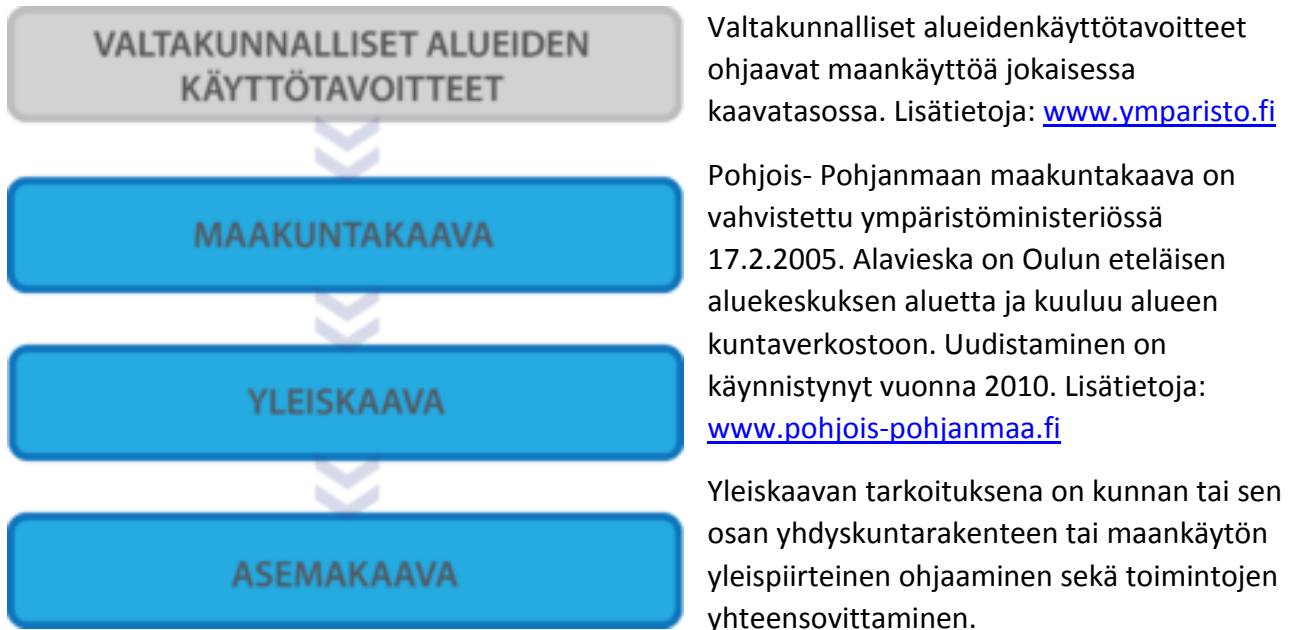 VALTAKUNNALLISET ALUEIDEN
KÄYTTÖTAVOITTEET
MAAKUNTAKAAVA
YLEISKAAVA
ASEMAKAAVA
Valtakunnalliset alueidenkäyttötavoitteet
ohjaavat maankäyttöä jokaisessa
kaavatasossa. Lisätietoja: www.ymparisto.fi
Pohjois- Pohjanmaan maakuntakaava on
vahvistettu ympäristöministeriössä
17.2.2005. Alavieska on Oulun eteläisen
aluekeskuksen aluetta ja kuuluu alueen
kuntaverkostoon. Uudistaminen on
käynnistynyt vuonna 2010. Lisätietoja:
www.pohjois-pohjanmaa.fi
Yleiskaavan tarkoituksena on kunnan tai sen
osan yhdyskuntarakenteen tai maankäytön
yleispiirteinen ohjaaminen sekä toimintojen
yhteensovittaminen.